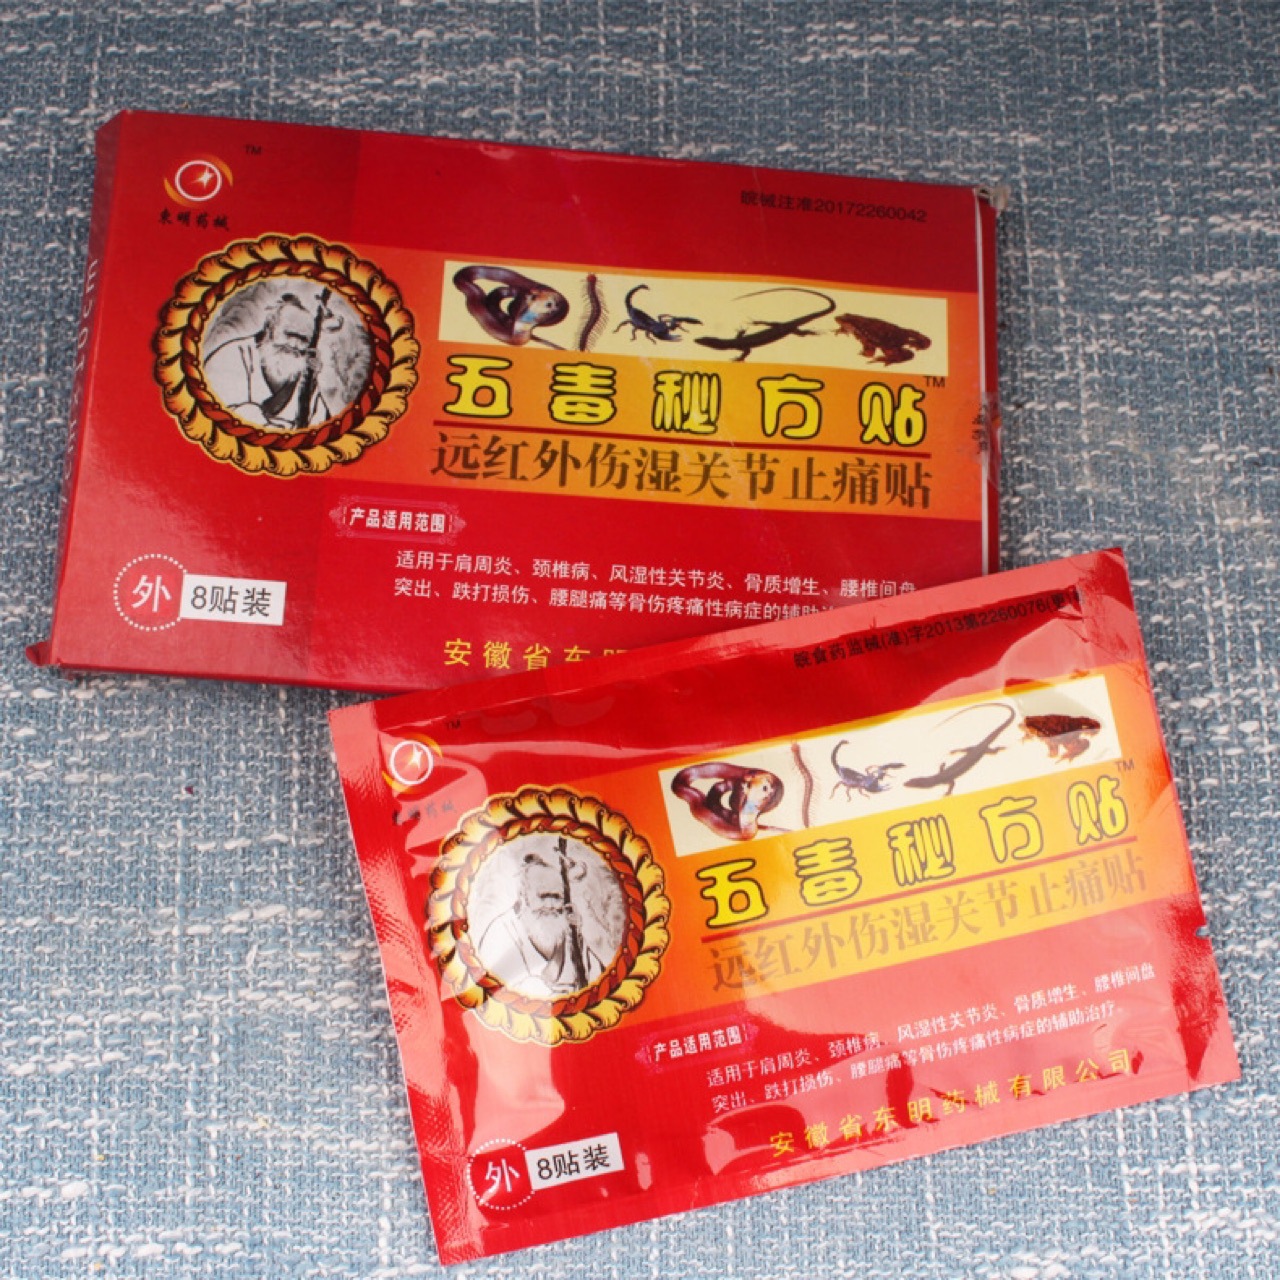 TM
东明药械
皖械注准20172260042
五毒秘方贴
TM
远红外伤湿关节止痛贴
产品适用范围
适用于肩周炎、颈椎病、风湿性关节炎、骨质增生、腰椎间盘
突出、跌打损伤、腰腿痛等骨伤疼痛性病症的辅助
安徽省东明
外 8贴装
皖食药监械(准)字2013第2260076(更)
TM
东明药械
五毒秘方贴
TM
远红外伤湿关节止痛贴
产品适用范围
适用于肩周炎、颈椎病、风湿性关节炎、骨质增生、腰椎间盘
突出、跌打损伤、腰腿痛等骨伤疼痛性病症的辅助治疗。
安徽省东明药械有限公司
外 8贴装